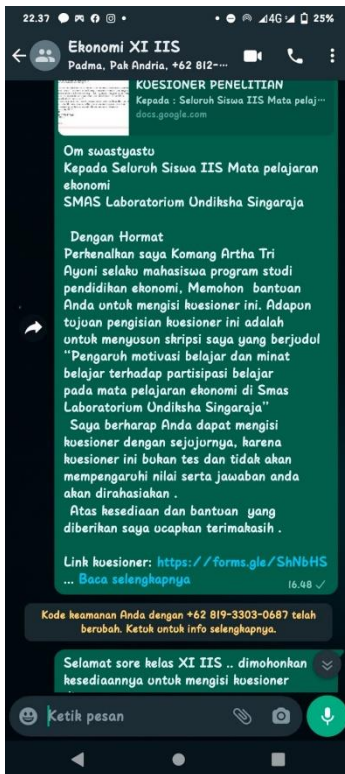 22.37
4G 25%
Ekonomi XI IIS
Padma, Pak Andria, +62 812-···
KUESIONER PENELITIAN
Kepada : Seluruh Siswa IIS Mata pelaj···
docs.google.com
Om swastyastu
Kepada Seluruh Siswa IIS Mata pelajaran
ekonomi
SMAS Laboratorium Undiksha Singaraja
Dengan Hormat
Perkenalkan saya Komang Artha Tri
Ayuni selaku mahasiswa program studi
pendidikan ekonomi, Memohon bantuan
Anda untuk mengisi kuesioner ini. Adapun
tujuan pengisian kuesioner ini adalah
untuk menyusun skripsi saya yang berjudul
"Pengaruh motivasi belajar dan minat
belajar terhadap partisipasi belajar
pada mata pelajaran ekonomi di Smas
Laboratorium Undiksha Singaraja"
Saya berharap Anda dapat mengisi
kuesioner dengan sejujurnya, karena
kuesioner ini bukan tes dan tidak akan
mempengaruhi nilai serta jawaban anda
akan dirahasiakan .
Atas kesediaan dan bantuan yang
diberikan saya ucapkan terimakasih .
Link kuesioner: https://forms.gle/ShNbHS
... Baca selengkapnya
16.48
Kode keamanan Anda dengan +62 819-3303-0687 telah
berubah. Ketuk untuk info selengkapnya.
Selamat sore kelas XI IIS .. dimohonkan
kesediaannya untuk mengisi kuesioner
Ketik pesan